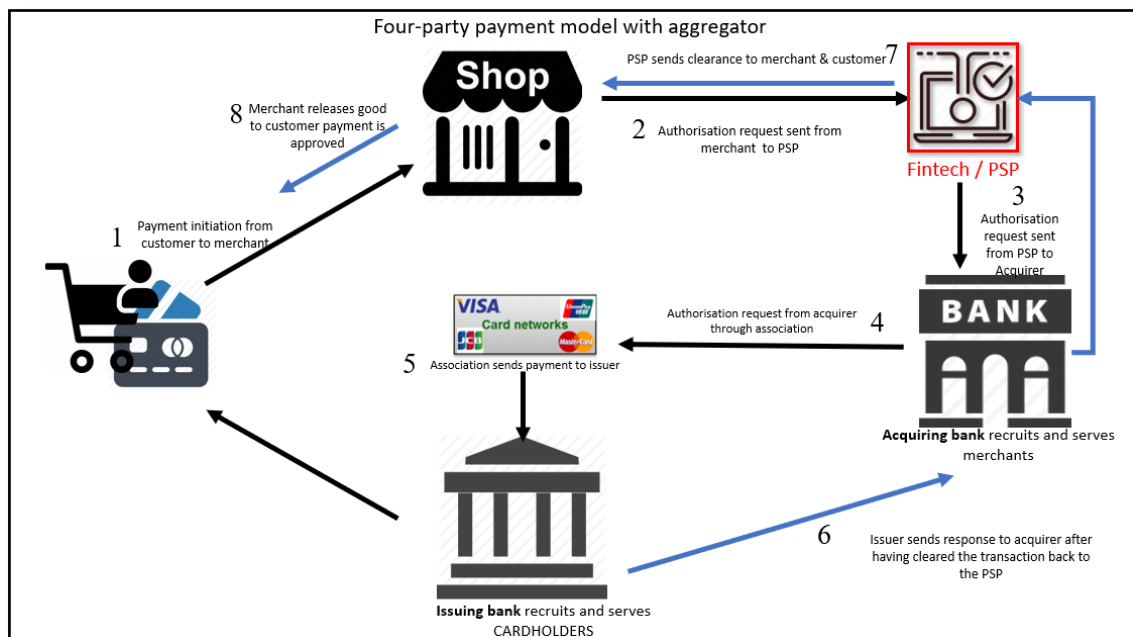 Four-party payment model with aggregator
Shop
PSP sends clearance to merchant & customer
7
8
Merchant releases good
to customer payment is
approved
2
Authorisation request sent from
merchant to PSP
Fintech / PSP
3
Authorisation
request sent
from PSP to
Acquirer
1
Payment initiation from
customer to merchant
BANK
VISA
UnionPay
Card networks
JCB
MasterCard
Authorisation request from acquirer
through association
4
5
Association sends payment to issuer
Acquiring bank recruits and serves
merchants
6
Issuer sends response to acquirer after
having cleared the transaction back to
the PSP
Issuing bank recruits and serves
CARDHOLDERS